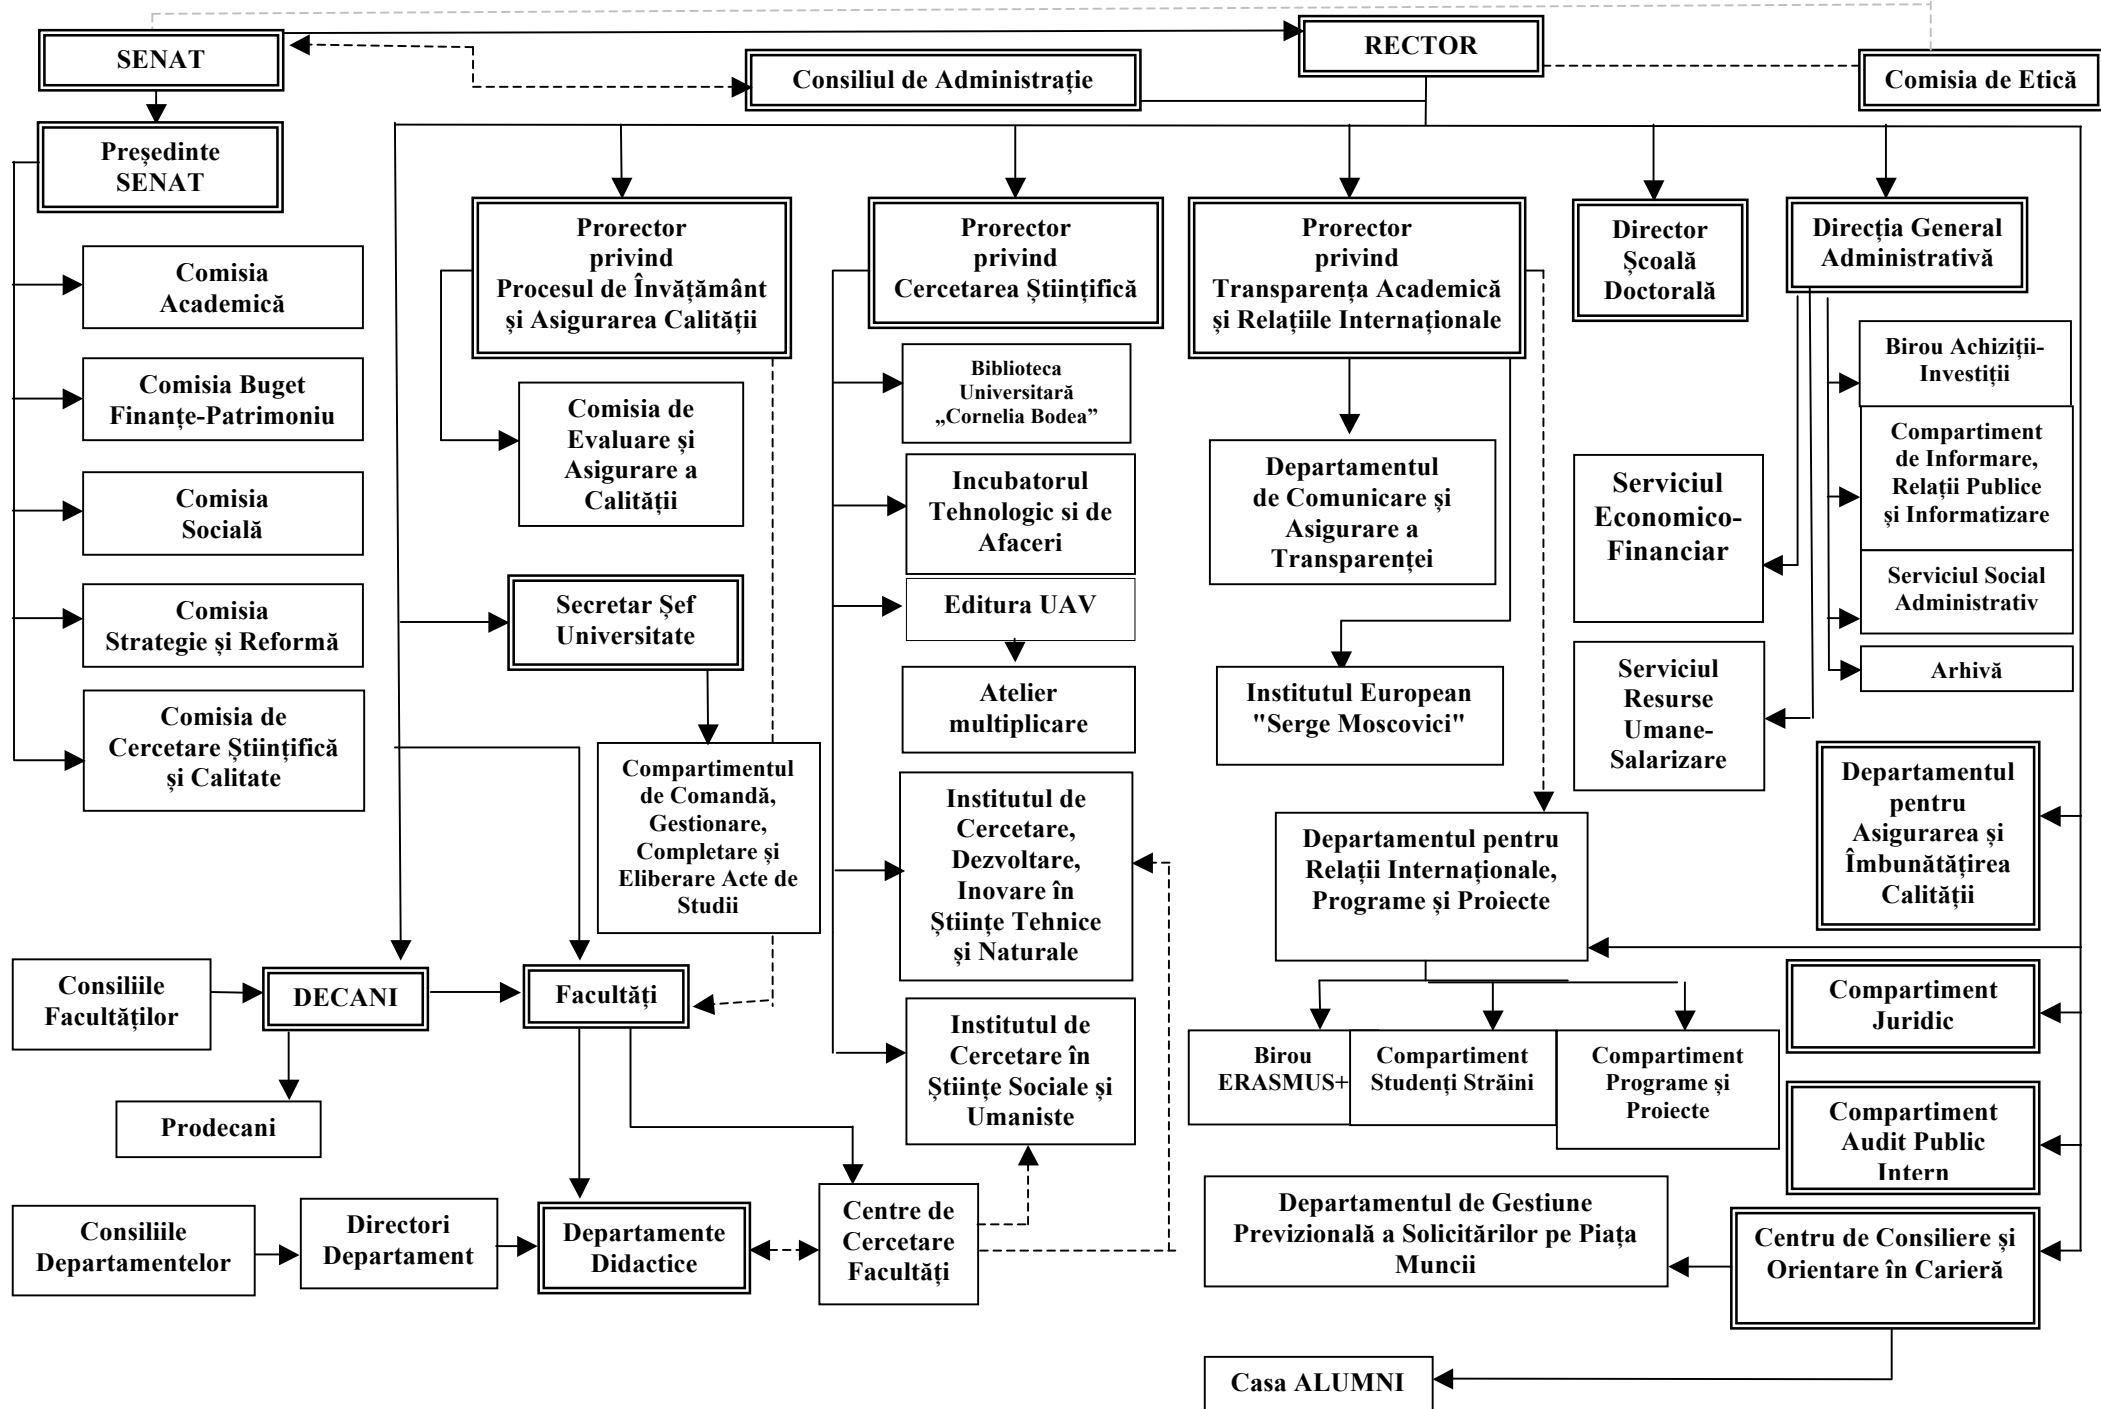 SENAT
RECTOR
Consiliul de Administrație
Comisia de Etică
Președinte
SENAT
Prorector
privind
Procesul de Învățământ
și Asigurarea Calității
Prorector
privind
Cercetarea Științifică
Prorector
privind
Transparența Academică
și Relațiile Internaționale
Director
Școală
Doctorală
Direcția General
Administrativă
Comisia
Academică
Comisia Buget
Finanțe-Patrimoniu
Comisia
Socială
Comisia
Strategie și Reformă
Comisia de
Cercetare Științifică
și Calitate
Comisia de
Evaluare și
Asigurare a
Calității
Secretar Șef
Universitate
Compartimentul
de Comandă,
Gestionare,
Completare și
Eliberare Acte de
Studii
Biblioteca
Universitară
„Cornelia Bodea”
Incubatorul
Tehnologic si de
Afaceri
Editura UAV
Atelier
multiplicare
Institutul de
Cercetare,
Dezvoltare,
Inovare în
Științe Tehnice
și Naturale
Institutul de
Cercetare în
Științe Sociale și
Umaniste
Departamentul
de Comunicare și
Asigurare a
Transparenței
Institutul European
"Serge Moscovici"
Departamentul pentru
Relații Internaționale,
Programe și Proiecte
Birou
ERASMUS+
Compartiment
Studenți Străini
Compartiment
Programe și
Proiecte
Serviciul
Economico-
Financiar
Serviciul
Resurse
Umane-
Salarizare
Birou Achiziții-
Investiții
Compartiment
de Informare,
Relații Publice
și Informatizare
Serviciul Social
Administrativ
Arhivă
Departamentul
pentru
Asigurarea și
Îmbunătățirea
Calității
Compartiment
Juridic
Compartiment
Audit Public
Intern
Centru de Consiliere și
Orientare în Carieră
Departamentul de Gestiune
Previzională a Solicitărilor pe Piața
Muncii
Casa ALUMNI
Consiliile
Facultăților
DECANI
Facultăți
Prodecani
Consiliile
Departamentelor
Directori
Departament
Departamente
Didactice
Centre de
Cercetare
Facultăți